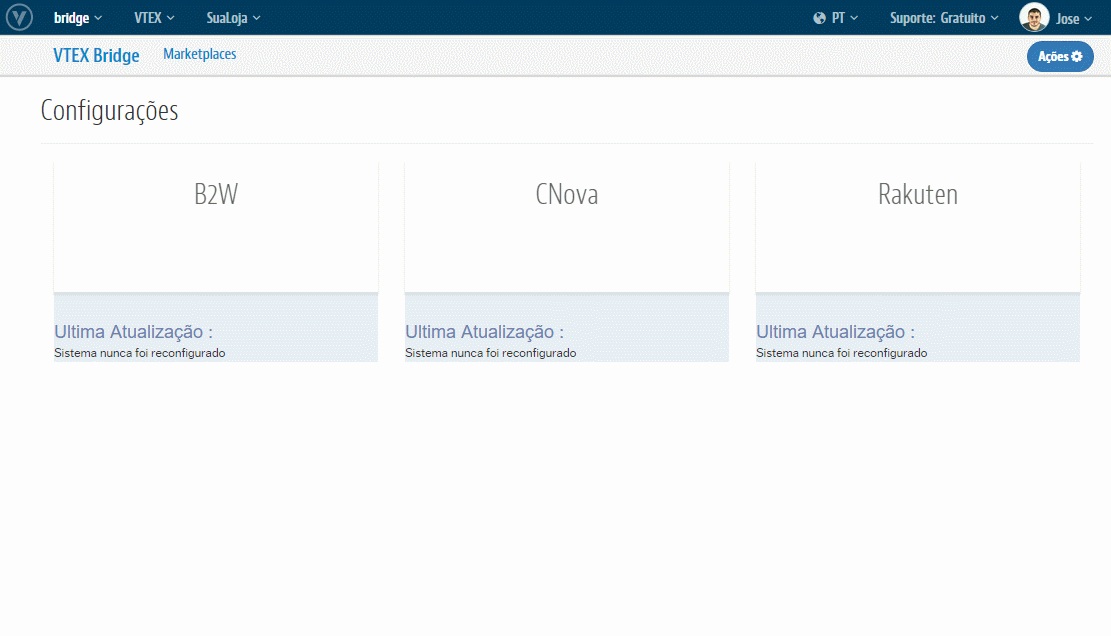 bridge VTEX SuaLoja PT Suporte: Gratuito Jose
VTEX Bridge Marketplaces Ações
Configurações
B2W CNova Rakuten
Ultima Atualização : Ultima Atualização : Ultima Atualização :
Sistema nunca foi reconfigurado Sistema nunca foi reconfigurado Sistema nunca foi reconfigurado